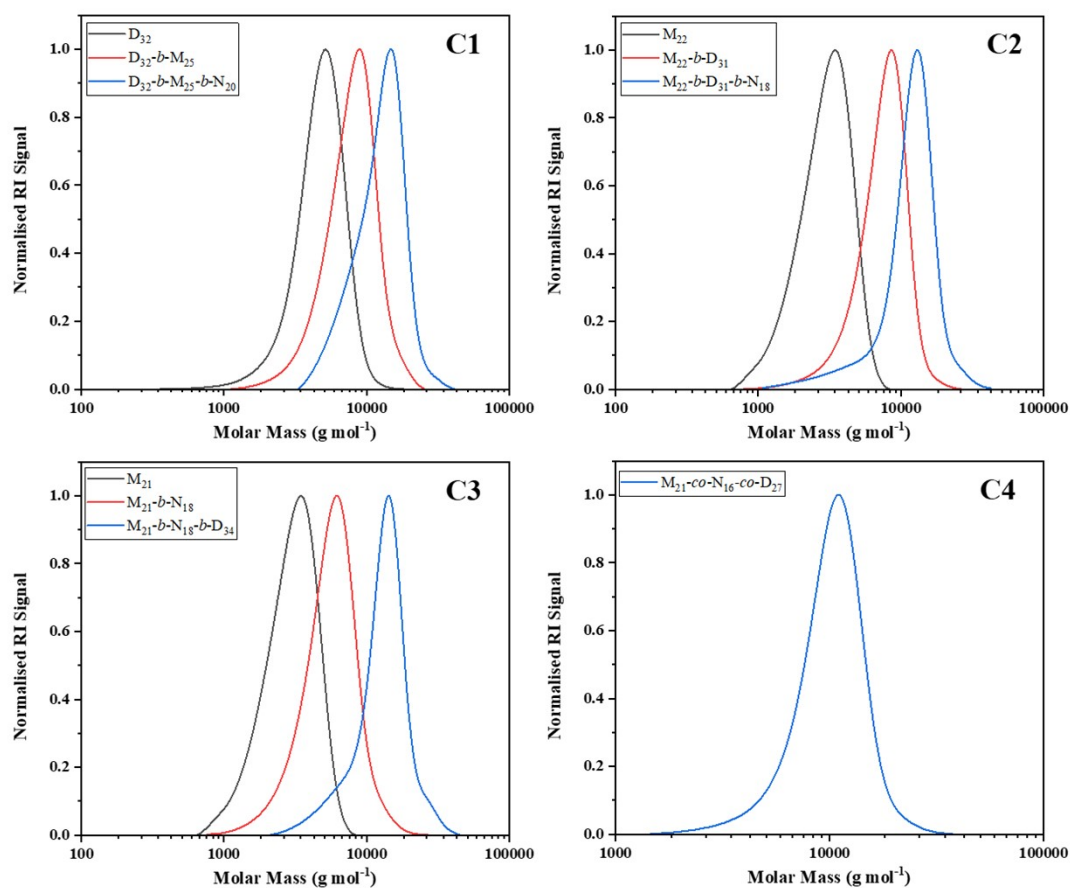 C1
D₃₂
D₃₂-b-M₂₅
D₃₂-b-M₂₅-b-N₂₀
Normalised RI Signal
1.0
0.8
0.6
0.4
0.2
0.0
100
1000
10000
100000
Molar Mass (g mol⁻¹)
C2
M₂₂
M₂₂-b-D₃₁
M₂₂-b-D₃₁-b-N₁₈
Normalised RI Signal
1.0
0.8
0.6
0.4
0.2
0.0
100
1000
10000
100000
Molar Mass (g mol⁻¹)
C3
M₂₁
M₂₁-b-N₁₈
M₂₁-b-N₁₈-b-D₃₄
Normalised RI Signal
1.0
0.8
0.6
0.4
0.2
0.0
100
1000
10000
100000
Molar Mass (g mol⁻¹)
C4
M₂₁-co-N₁₆-co-D₂₇
Normalised RI Signal
1.0
0.8
0.6
0.4
0.2
0.0
1000
10000
100000
Molar Mass (g mol⁻¹)